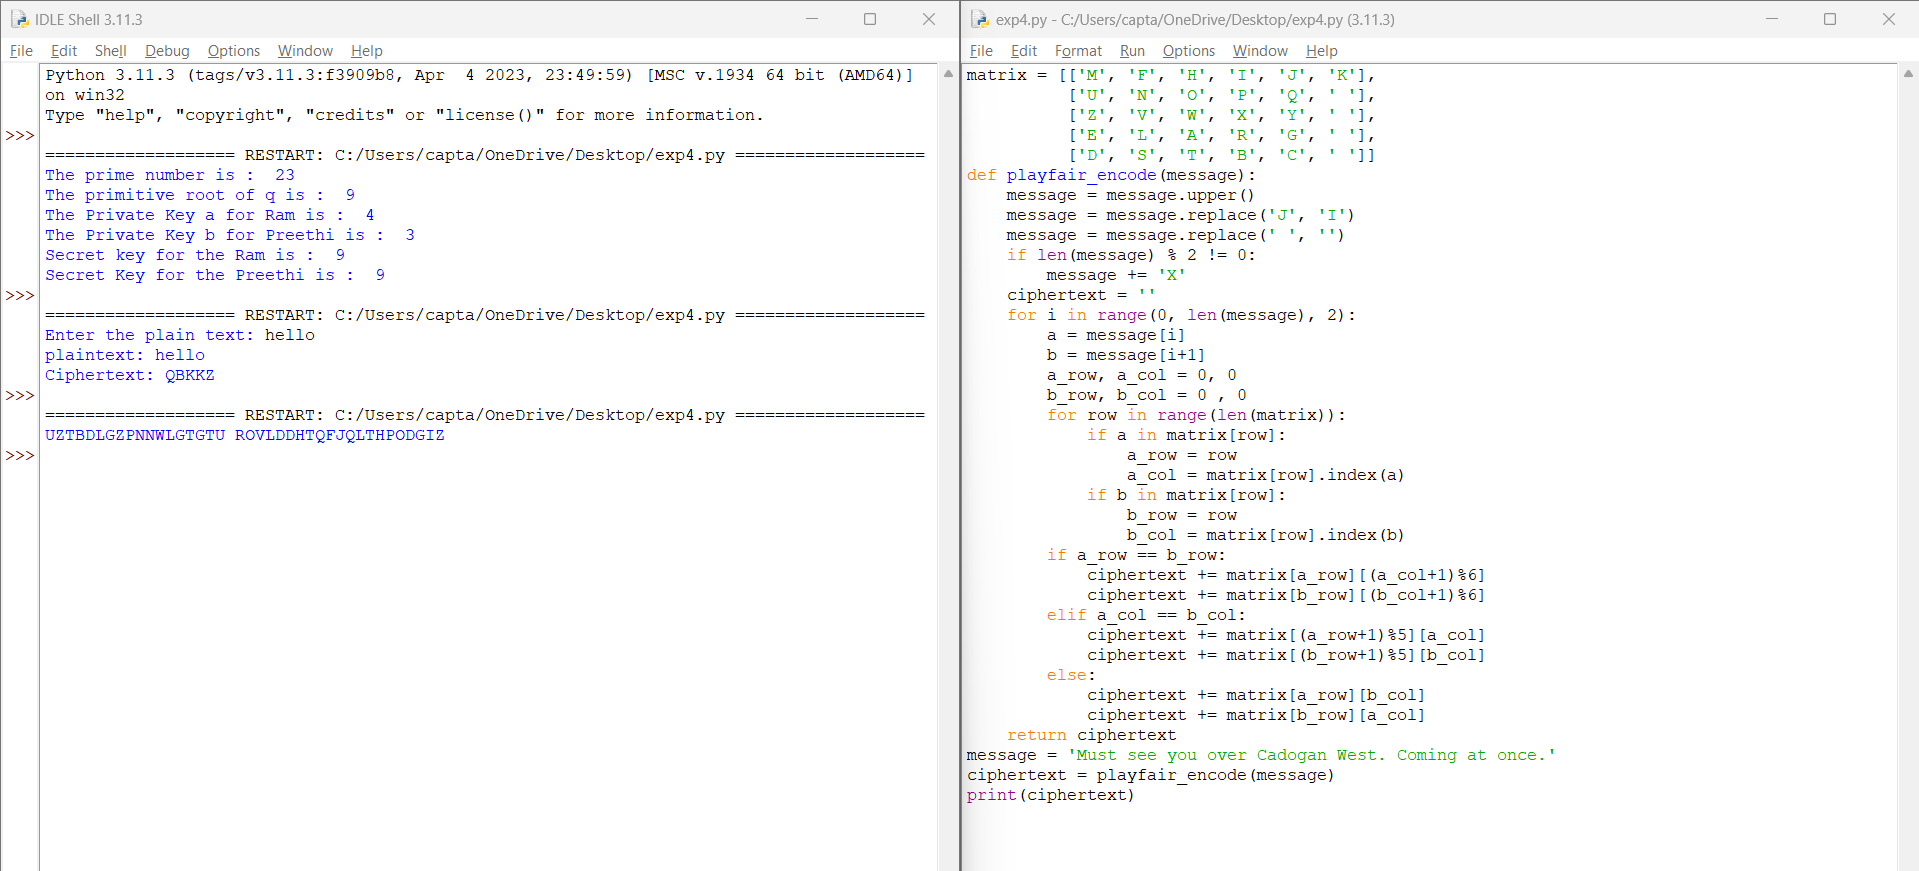 IDLE Shell 3.11.3
File Edit Shell Debug Options Window Help
Python 3.11.3 (tags/v3.11.3:f3909b8, Apr  4 2023, 23:49:59) [MSC v.1934 64 bit (AMD64)]
on win32
Type "help", "copyright", "credits" or "license()" for more information.
>>>
=================== RESTART: C:/Users/capta/OneDrive/Desktop/exp4.py ===================
The prime number is :  23
The primitive root of q is :  9
The Private Key a for Ram is :  4
The Private Key b for Preethi is :  3
Secret key for the Ram is :  9
Secret Key for the Preethi is :  9
>>>
=================== RESTART: C:/Users/capta/OneDrive/Desktop/exp4.py ===================
Enter the plain text: hello
plaintext: hello
Ciphertext: QBKKZ
>>>
=================== RESTART: C:/Users/capta/OneDrive/Desktop/exp4.py ===================
UZTBDLGZPNNWLGTGTU ROVLDDHTQFJQLTHPODGIZ
>>>
exp4.py - C:/Users/capta/OneDrive/Desktop/exp4.py (3.11.3)
File Edit Format Run Options Window Help
matrix = [['M', 'F', 'H', 'I', 'J', 'K'],
          ['U', 'N', 'O', 'P', 'Q', ' '],
          ['Z', 'V', 'W', 'X', 'Y', ' '],
          ['E', 'L', 'A', 'R', 'G', ' '],
          ['D', 'S', 'T', 'B', 'C', ' ']]
def playfair_encode(message):
    message = message.upper()
    message = message.replace('J', 'I')
    message = message.replace(' ', '')
    if len(message) % 2 != 0:
        message += 'X'
    ciphertext = ''
    for i in range(0, len(message), 2):
        a = message[i]
        b = message[i+1]
        a_row, a_col = 0, 0
        b_row, b_col = 0 , 0
        for row in range(len(matrix)):
            if a in matrix[row]:
                a_row = row
                a_col = matrix[row].index(a)
            if b in matrix[row]:
                b_row = row
                b_col = matrix[row].index(b)
        if a_row == b_row:
            ciphertext += matrix[a_row][(a_col+1)%6]
            ciphertext += matrix[b_row][(b_col+1)%6]
        elif a_col == b_col:
            ciphertext += matrix[(a_row+1)%5][a_col]
            ciphertext += matrix[(b_row+1)%5][b_col]
        else:
            ciphertext += matrix[a_row][b_col]
            ciphertext += matrix[b_row][a_col]
    return ciphertext
message = 'Must see you over Cadogan West. Coming at once.'
ciphertext = playfair_encode(message)
print(ciphertext)